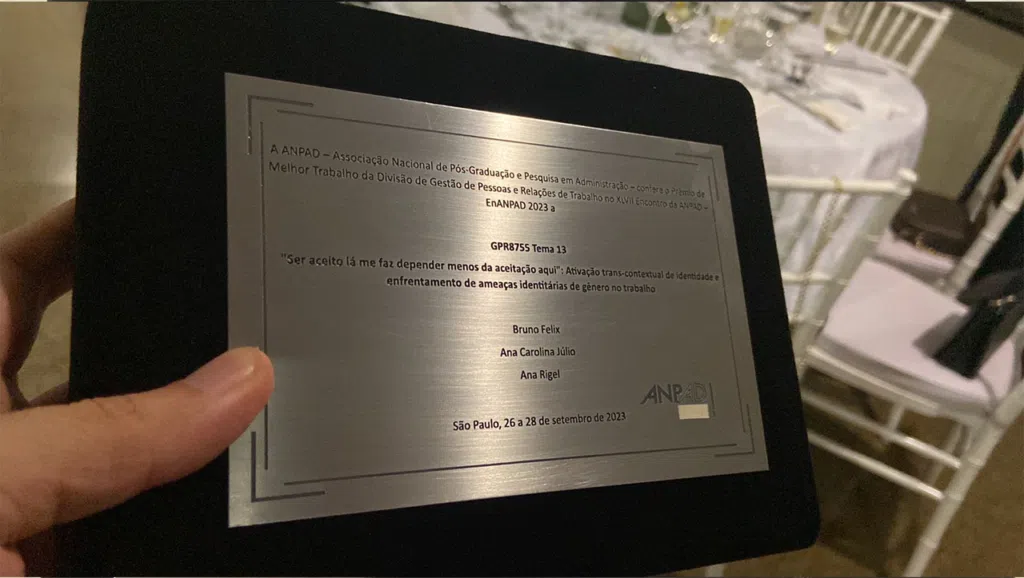 A ANPAD – Associação Nacional de Pós-Graduação e Pesquisa em Administração – confere o Prêmio de
Melhor Trabalho da Divisão de Gestão de Pessoas e Relações de Trabalho no XLVII Encontro da ANPAD –
EnANPAD 2023 a
GPR8755 Tema 13
"Ser aceito lá me faz depender menos da aceitação aqui": Ativação trans-contextual de identidade e
enfrentamento de ameaças identitárias de gênero no trabalho
Bruno Felix
Ana Carolina Júlio
Ana Rigel
ANPAD
São Paulo, 26 a 28 de setembro de 2023